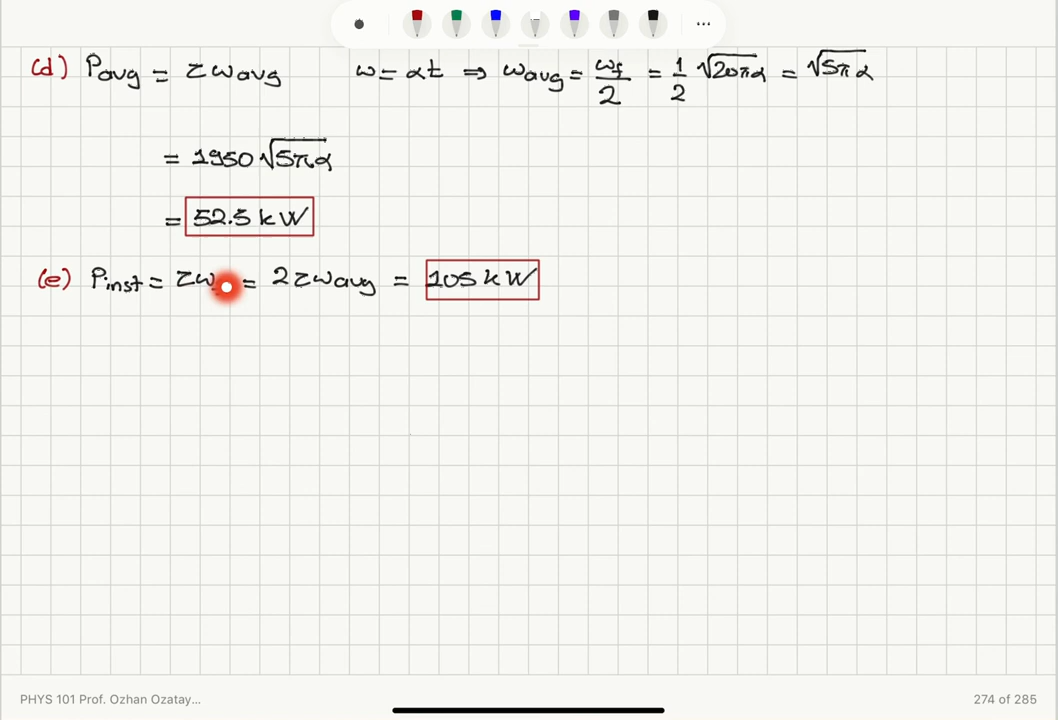 (d) Pavg = τωavg    ω = αt ⇒ ωavg = ωf/2 = 1/2 √20πα = √5πα
= 1950 √5πα
= 52.5 kW
(e) Pinst = τω = 2τωavg = 105 kW
PHYS 101 Prof. Ozhan Ozatay... 274 of 285